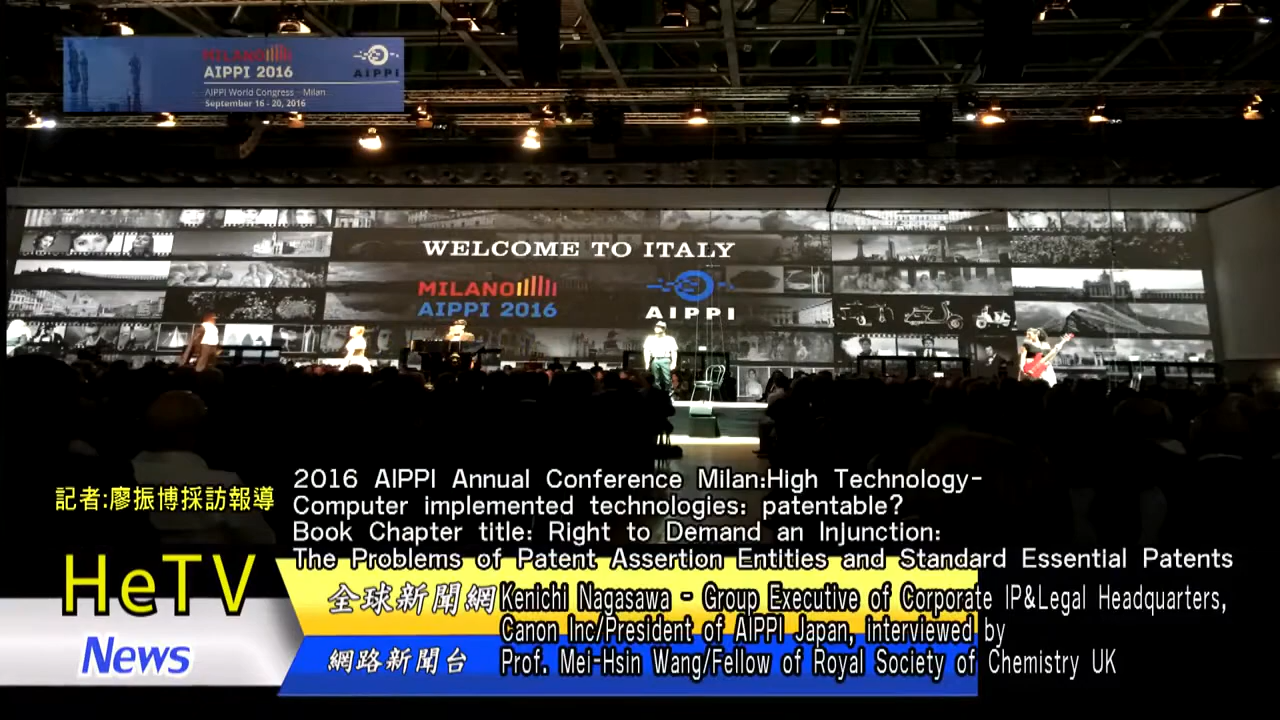 MILANO
AIPPI 2016
AIPPI
AIPPI World Congress - Milan
September 16 - 20, 2016
WELCOME TO ITALY
MILANO
AIPPI 2016
AIPPI
記者:廖振博採訪報導
2016 AIPPI Annual Conference Milan:High Technology-
Computer implemented technologies: patentable?
Book Chapter title: Right to Demand an Injunction:
The Problems of Patent Assertion Entities and Standard Essential Patents
HeTV
News
全球新聞網
網路新聞台
Kenichi Nagasawa - Group Executive of Corporate IP&Legal Headquarters,
Canon Inc/President of AIPPI Japan, interviewed by
Prof. Mei-Hsin Wang/Fellow of Royal Society of Chemistry UK